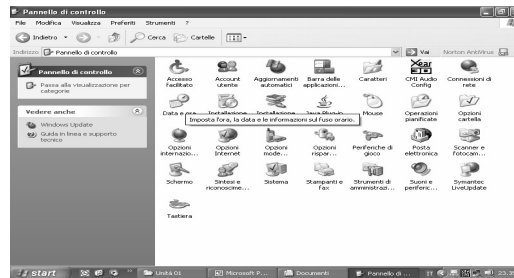 Pannello di controllo
File Modifica Visualizza Preferiti Strumenti ?
Indietro Cerca Cartelle
Indirizzo Pannello di controllo Vai Norton AntiVirus
Pannello di controllo
Passa alla visualizzazione per categorie
Vedere anche
Windows Update
Guida in linea e supporto tecnico
Accesso facilitato
Account utente
Aggiornamenti automatici
Barra delle applicazioni...
Caratteri
CMI Audio Config
Connessioni di rete
Data e ora
Installazione
Installazione
Java Plug-in
Mouse
Operazioni pianificate
Opzioni cartella
Imposta l'ora, la data e le informazioni sul fuso orario.
Opzioni internazio...
Opzioni Internet
Opzioni mode...
Opzioni rispar...
Periferiche di gioco
Posta elettronica
Scanner e fotocam...
Schermo
Sintesi e riconoscime...
Sistema
Stampanti e fax
Strumenti di amministrazi...
Suoni e periferic...
Symantec LiveUpdate
Tastiera
start Unità 01 Microsoft P... Documenti Pannello di ... IT